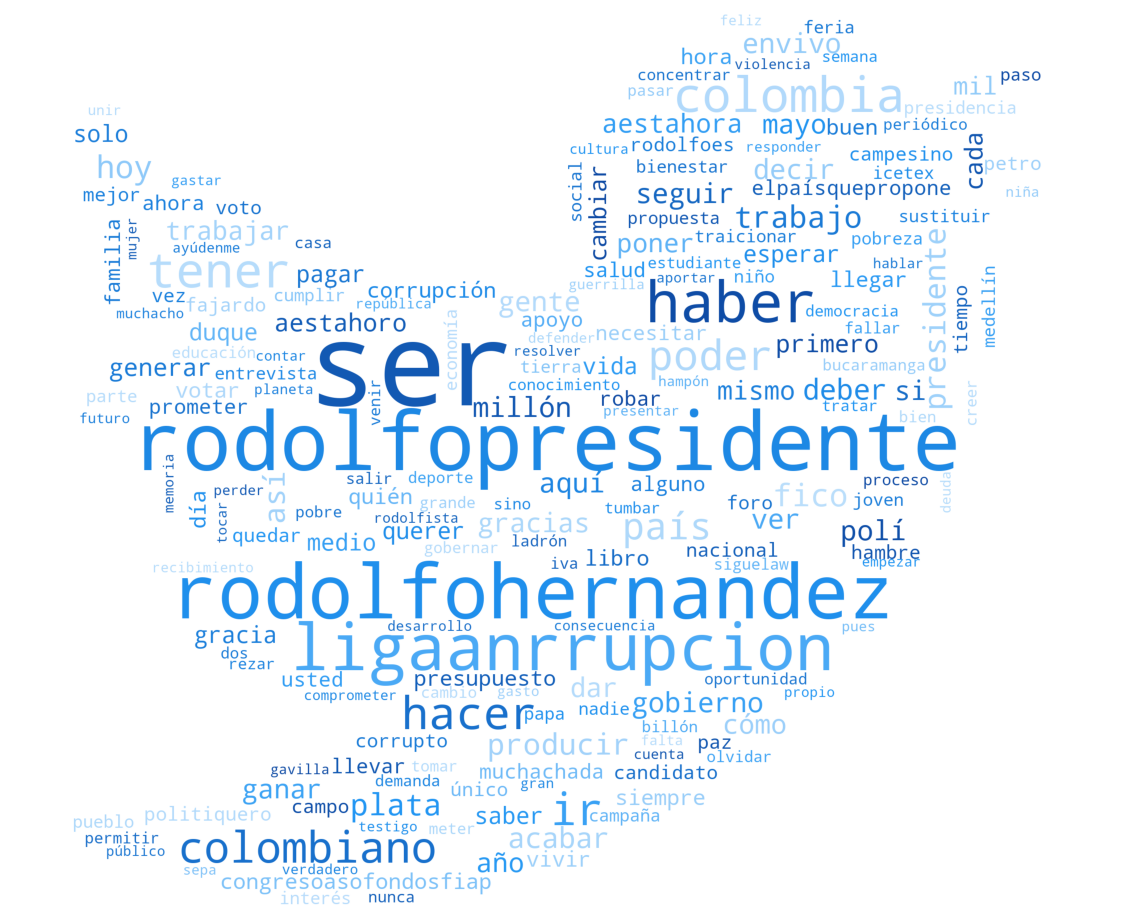 feliz
feria
envivo
hora
violencia
semana
concentrar
pasar
colombia
mil
paso
presidencia
unir
solo
aestahora
mayo
buen
periódico
hoy
cultura
rodolfoes
responder
campesino
cada
petro
gastar
social
cambiar
bienestar
decir
icetex
niña
mejor
ahora
voto
seguir
elpaísquepropone
familia
mujer
trabajar
ayúdenme
casa
propuesta
trabajo
sustituir
poner
traicionar
pobreza
presidente
tener
pagar
salud
estudiante
esperar
hablar
guerrilla
aportar
niño
llegar
tiempo
medellín
vez
fajardo
cumplir
corrupción
república
gente
haber
democracia
muchacho
duque
aestahoro
economía
apoyo
necesitar
fallar
defender
ser
educación
contar
resolver
tierra
vida
poder
primero
generar
entrevista
conocimiento
hampón
bucaramanga
parte
votar
planeta
venir
robar
mismo
deber
si
creer
futuro
prometer
millón
presentar
tratar
bien
rodolfopresidente
memoria
salir
deporte
aquí
alguno
proceso
deuda
día
perder
así
quién
grande
sino
foro
fico
joven
tocar
pobre
rodolfista
tumbar
quedar
medio
querer
gracias
país
ver
polí
gobernar
ladrón
nacional
hambre
recibimiento
iva
libro
siguelaw
empezar
rodolfohernandez
gracia
desarrollo
consecuencia
pues
ligaanrrupcion
dos
rezar
usted
presupuesto
oportunidad
comprometer
cambio
gasto
dar
propio
hacer
papa
nadie
gobierno
billón
cómo
corrupto
producir
falta
paz
cuenta
olvidar
gavilla
llevar
tomar
muchachada
candidato
demanda
ganar
único
gran
siempre
campo
plata
ir
pueblo
politiquero
saber
campaña
permitir
testigo
meter
acabar
público
colombiano
año
vivir
sepa
verdadero
congresoasofondosfiap
interés
nunca